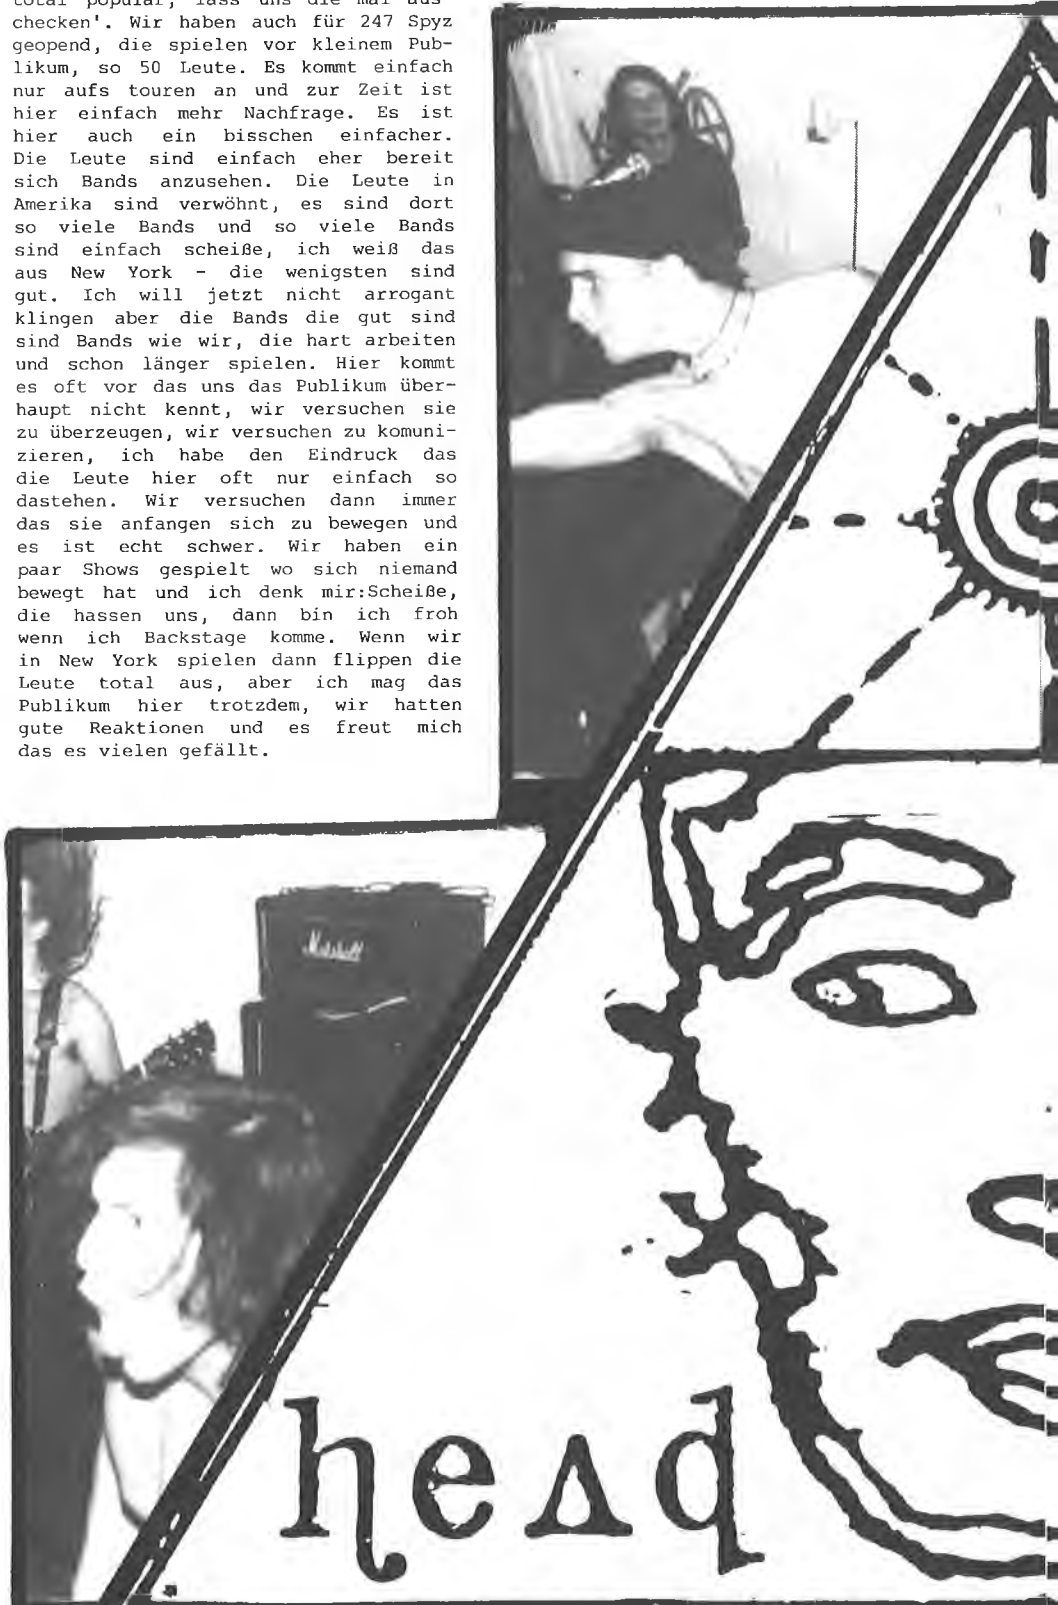 total popular, lass uns die mal aus-
checken'. Wir haben auch für 247 Spyz
geopend, die spielen vor kleinem Pub-
likum, so 50 Leute. Es kommt einfach
nur aufs touren an und zur Zeit ist
hier einfach mehr Nachfrage. Es ist
hier auch ein bisschen einfacher.
Die Leute sind einfach eher bereit
sich Bands anzusehen. Die Leute in
Amerika sind verwöhnt, es sind dort
so viele Bands und so viele Bands
sind einfach scheiße, ich weiß das
aus New York - die wenigsten sind
gut. Ich will jetzt nicht arrogant
klingen aber die Bands die gut sind
sind Bands wie wir, die hart arbeiten
und schon länger spielen. Hier kommt
es oft vor das uns das Publikum über-
haupt nicht kennt, wir versuchen sie
zu überzeugen, wir versuchen zu komuni-
zieren, ich habe den Eindruck das
die Leute hier oft nur einfach so
dastehen. Wir versuchen dann immer
das sie anfangen sich zu bewegen und
es ist echt schwer. Wir haben ein
paar Shows gespielt wo sich niemand
bewegt hat und ich denk mir:Scheiße,
die hassen uns, dann bin ich froh
wenn ich Backstage komme. Wenn wir
in New York spielen dann flippen die
Leute total aus, aber ich mag das
Publikum hier trotzdem, wir hatten
gute Reaktionen und es freut mich
das es vielen gefällt.
Marshall
heAd